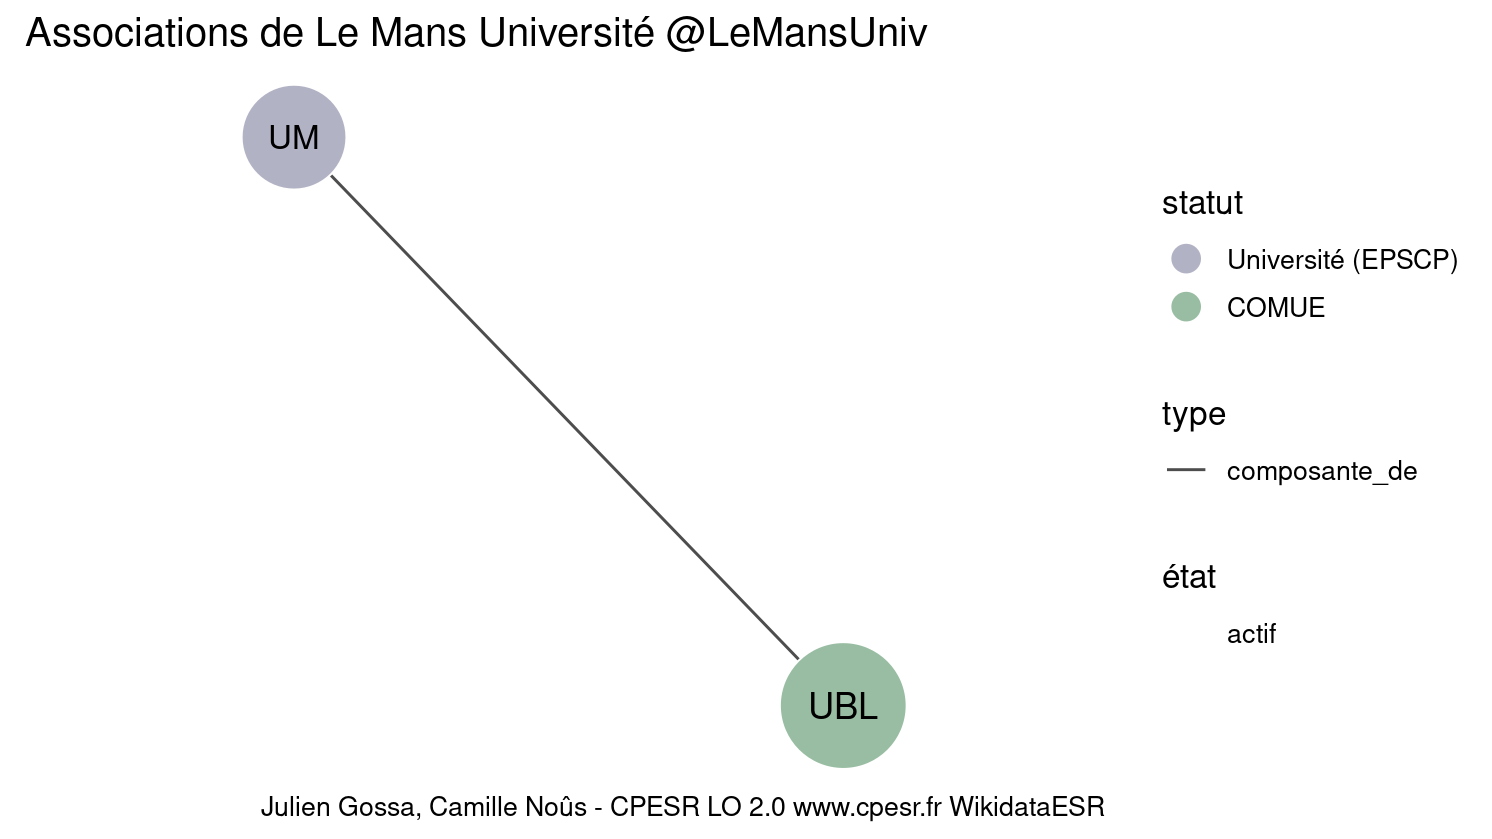 Associations de Le Mans Université @LeMansUniv
UM
UBL
statut
Université (EPSCP)
COMUE
type
composante_de
état
actif
Julien Gossa, Camille Noûs - CPESR LO 2.0 www.cpesr.fr WikidataESR